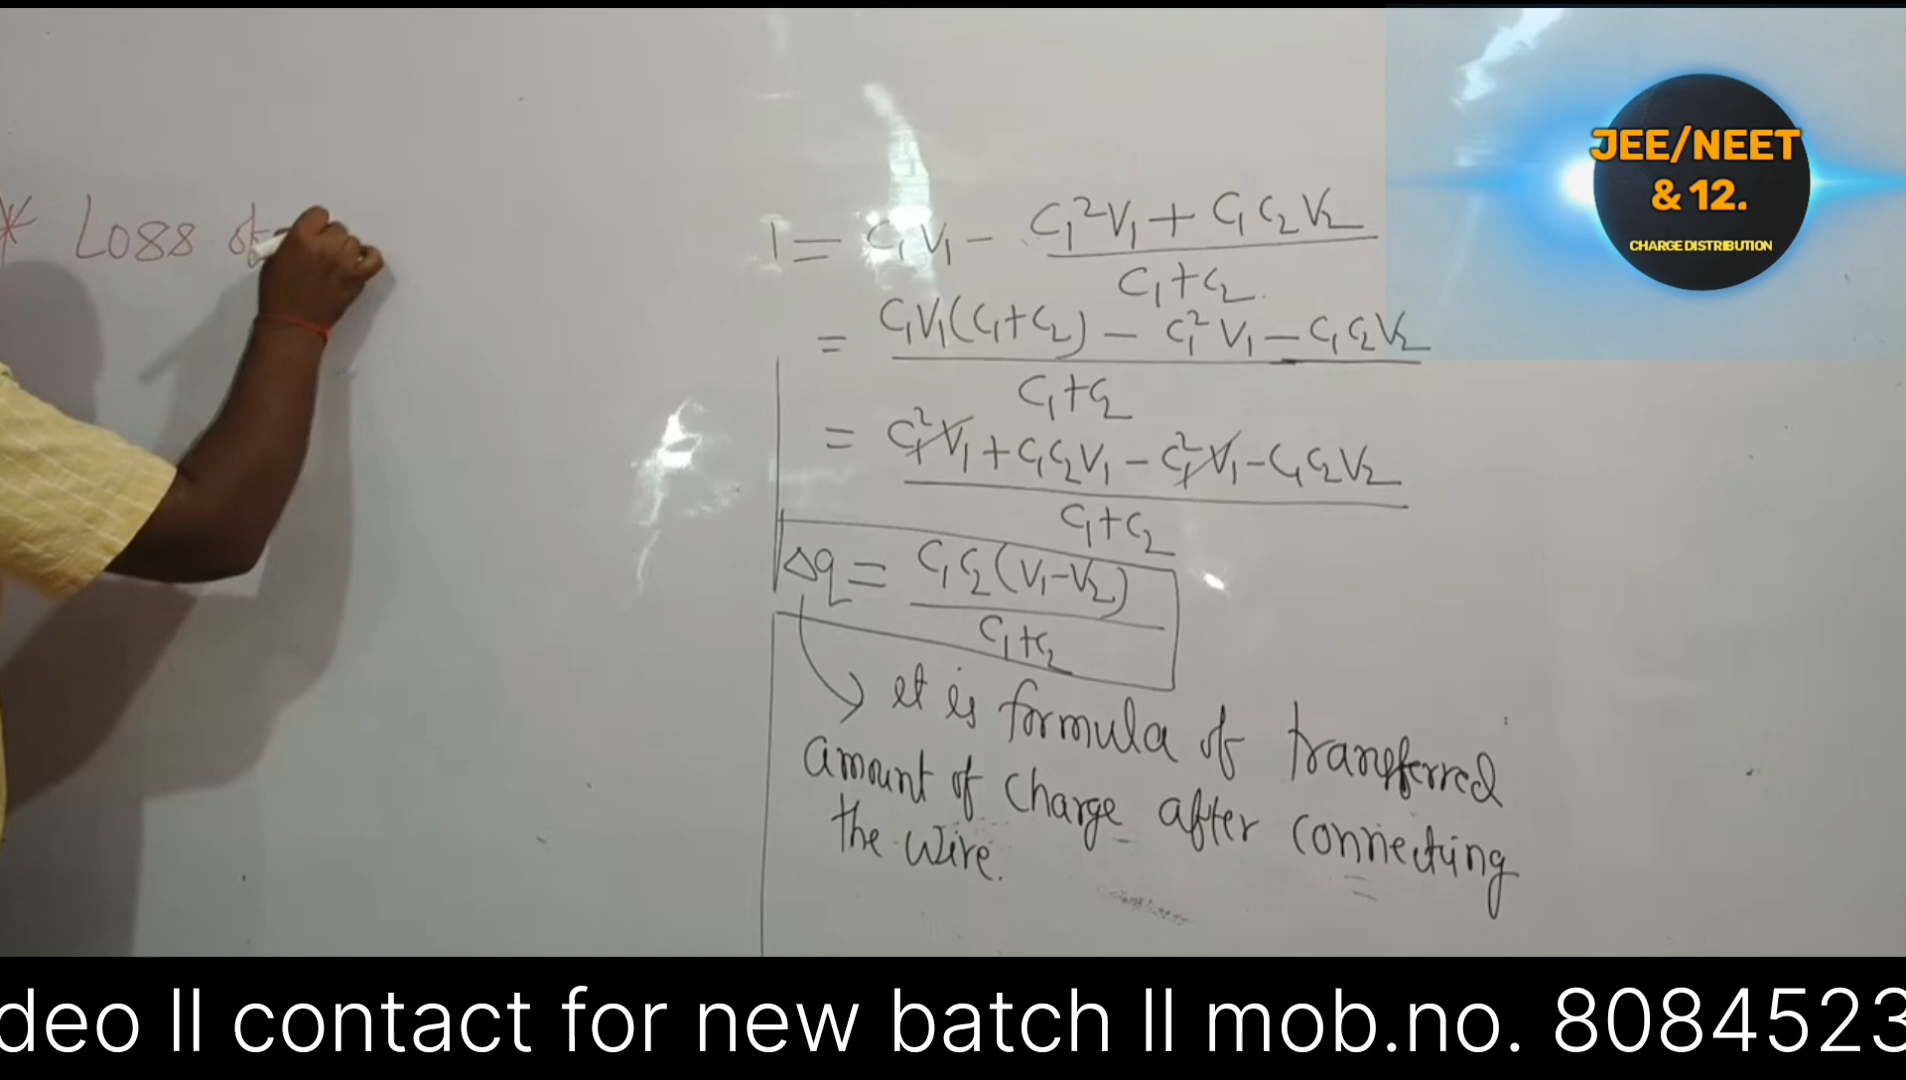 * Loss of
= C₁V₁ - C₁²V₁ + C₁C₂V₂ / C₁+C₂
= C₁V₁(C₁+C₂) - C₁²V₁ - C₁C₂V₂ / C₁+C₂
= C₁²V₁ + C₁C₂V₁ - C₁²V₁ - C₁C₂V₂ / C₁+C₂
Δq = C₁C₂(V₁-V₂) / C₁+C₂
→ It is formula of transferred
amount of charge after connecting
the wire.
JEE/NEET
& 12.
CHARGE DISTRIBUTION
deo ll contact for new batch ll mob.no. 8084523